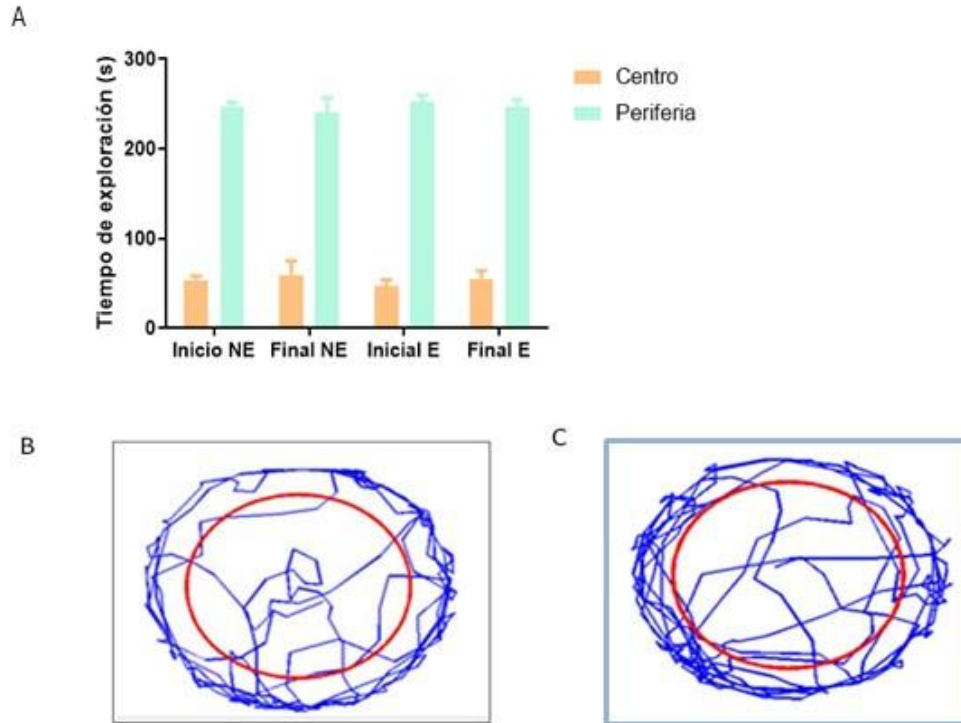 A
Tiempo de exploración (s)
300
200
100
0
Inicio NE Final NE Inicial E Final E
Centro
Periferia
B
C